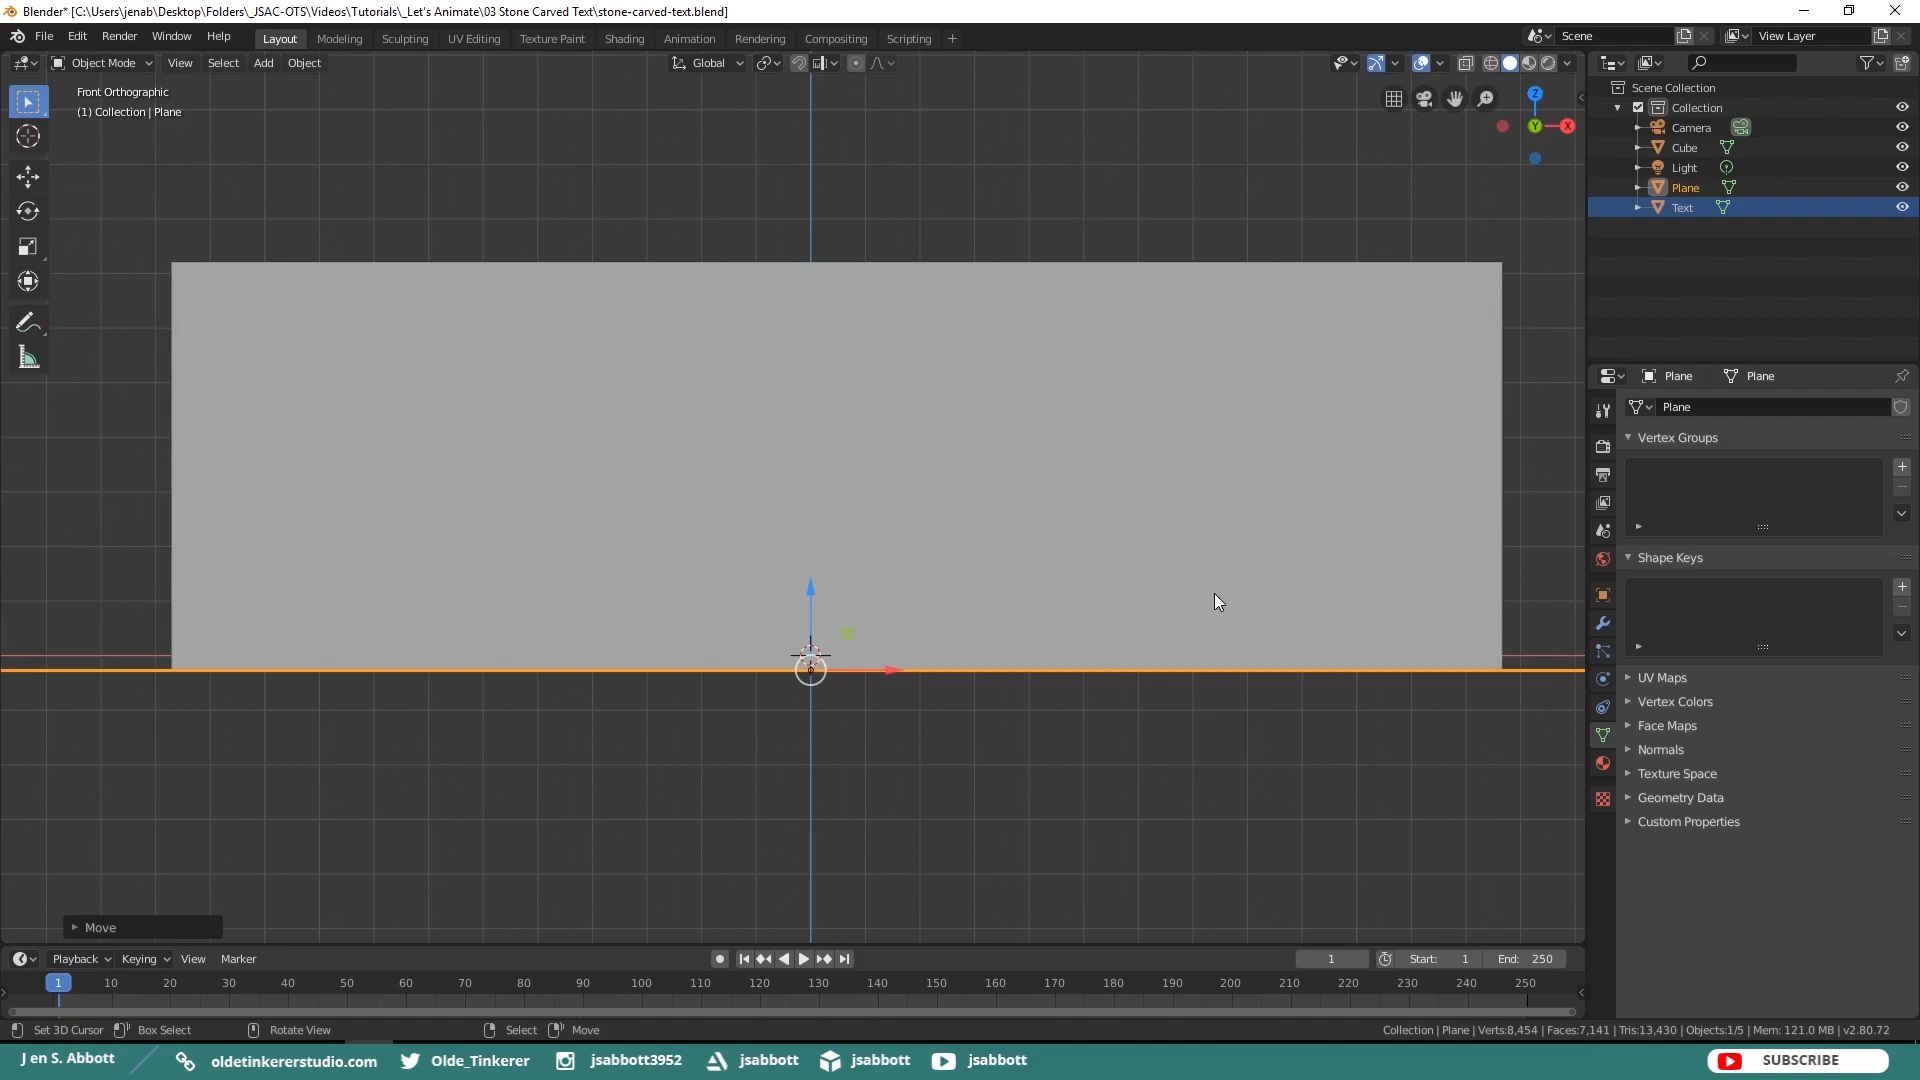 Blender* [C:\Users\jenab\Desktop\Folders\_JSAC-OTS\Videos\Tutorials\_Let's Animate\03 Stone Carved Text\stone-carved-text.blend]
File Edit Render Window Help Layout Modeling Sculpting UV Editing Texture Paint Shading Animation Rendering Compositing Scripting + Scene View Layer
Object Mode View Select Add Object Global
Front Orthographic
(1) Collection | Plane
Z
Y X
Scene Collection
Collection
Camera
Cube
Light
Plane
Text
Plane Plane
Plane
Vertex Groups
Shape Keys
UV Maps
Vertex Colors
Face Maps
Normals
Texture Space
Geometry Data
Custom Properties
Move
Playback Keying View Marker 1 Start: 1 End: 250
1 10 20 30 40 50 60 70 80 90 100 110 120 130 140 150 160 170 180 190 200 210 220 230 240 250
Set 3D Cursor Box Select Rotate View Select Move Collection | Plane | Verts:8,454 | Faces:7,141 | Tris:13,430 | Objects:1/5 | Mem: 121.0 MB | v2.80.72
J en S. Abbott oldetinkererstudio.com Olde_Tinkerer jsabbott3952 jsabbott jsabbott jsabbott SUBSCRIBE